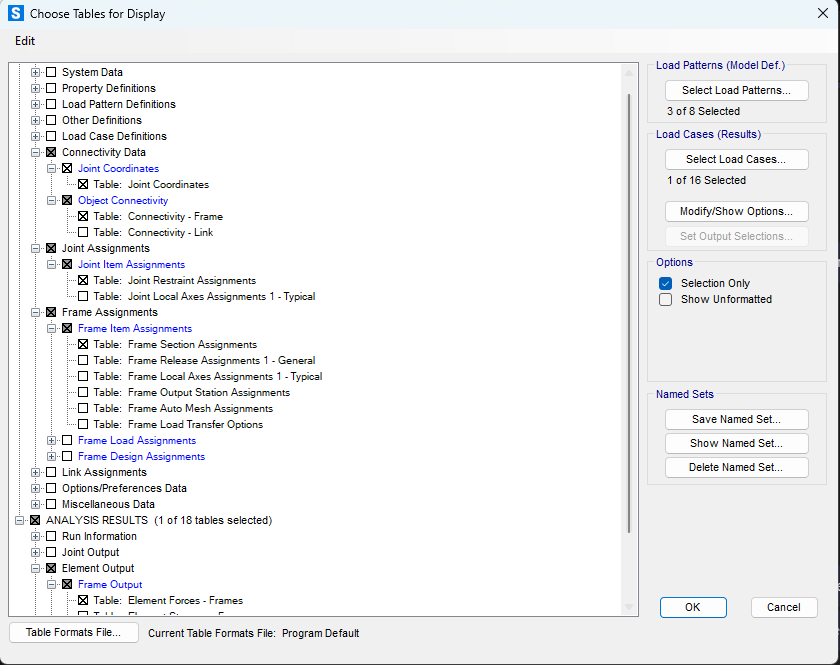 S Choose Tables for Display
Edit
System Data
Property Definitions
Load Pattern Definitions
Other Definitions
Load Case Definitions
Connectivity Data
Joint Coordinates
Table: Joint Coordinates
Object Connectivity
Table: Connectivity - Frame
Table: Connectivity - Link
Joint Assignments
Joint Item Assignments
Table: Joint Restraint Assignments
Table: Joint Local Axes Assignments 1 - Typical
Frame Assignments
Frame Item Assignments
Table: Frame Section Assignments
Table: Frame Release Assignments 1 - General
Table: Frame Local Axes Assignments 1 - Typical
Table: Frame Output Station Assignments
Table: Frame Auto Mesh Assignments
Table: Frame Load Transfer Options
Frame Load Assignments
Frame Design Assignments
Link Assignments
Options/Preferences Data
Miscellaneous Data
ANALYSIS RESULTS (1 of 18 tables selected)
Run Information
Joint Output
Element Output
Frame Output
Table: Element Forces - Frames
Load Patterns (Model Def.)
Select Load Patterns...
3 of 8 Selected
Load Cases (Results)
Select Load Cases...
1 of 16 Selected
Modify/Show Options...
Set Output Selections...
Options
Selection Only
Show Unformatted
Named Sets
Save Named Set...
Show Named Set...
Delete Named Set...
OK
Cancel
Table Formats File...
Current Table Formats File: Program Default